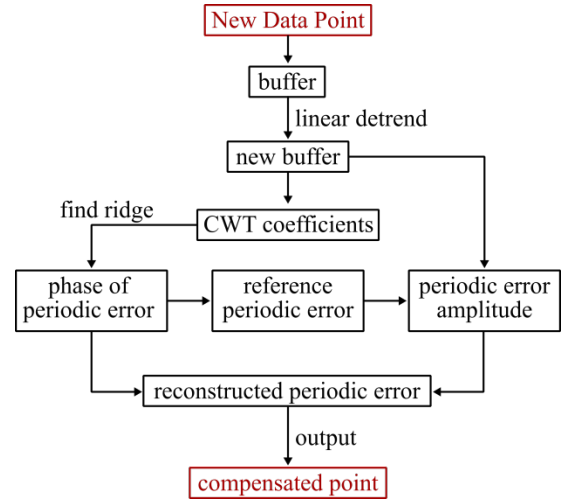 New Data Point
buffer
linear detrend
new buffer
find ridge
CWT coefficients
phase of
periodic error
reference
periodic error
periodic error
amplitude
reconstructed periodic error
output
compensated point